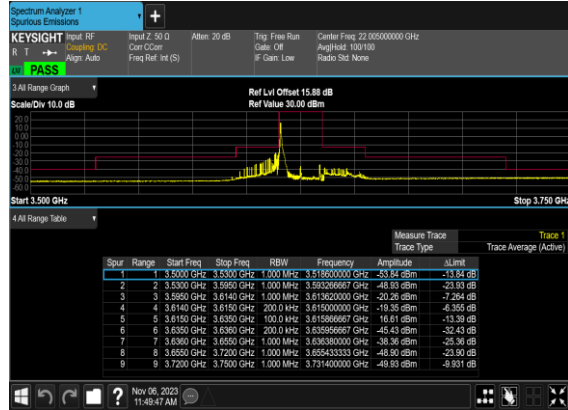 Spectrum Analyzer 1
Spurious Emissions
KEYSIGHT Input: RF Input Z: 50 Ω Atten: 20 dB Trig: Free Run Center Freq: 22.005000000 GHz
R T Coupling: DC Corr CCorr Gate: Off Avg|Hold: 100/100
Align: Auto Freq Ref: Int (S) IF Gain: Low Radio Std: None
PASS
3 All Range Graph
Ref Lvl Offset 15.88 dB
Scale/Div 10.0 dB Ref Value 30.00 dBm
20.0
10.0
0.00
-10.0
-20.0
-30.0
-40.0
-50.0
-60.0
Start 3.500 GHz Stop 3.750 GHz
4 All Range Table
Measure Trace Trace 1
Trace Type Trace Average (Active)
Spur Range Start Freq Stop Freq RBW Frequency Amplitude ΔLimit
1 1 3.5000 GHz 3.5300 GHz 1.000 MHz 3.518600000 GHz -53.84 dBm -13.84 dB
2 2 3.5300 GHz 3.5950 GHz 1.000 MHz 3.593266667 GHz -48.93 dBm -23.93 dB
3 3 3.5950 GHz 3.6140 GHz 1.000 MHz 3.613620000 GHz -20.26 dBm -7.264 dB
4 4 3.6140 GHz 3.6150 GHz 200.0 kHz 3.615000000 GHz -19.35 dBm -6.355 dB
5 5 3.6150 GHz 3.6350 GHz 100.0 kHz 3.615866667 GHz 16.61 dBm -13.39 dB
6 6 3.6350 GHz 3.6360 GHz 200.0 kHz 3.635956667 GHz -45.43 dBm -32.43 dB
7 7 3.6360 GHz 3.6550 GHz 1.000 MHz 3.636380000 GHz -38.36 dBm -25.36 dB
8 8 3.6550 GHz 3.7200 GHz 1.000 MHz 3.655433333 GHz -48.90 dBm -23.90 dB
9 9 3.7200 GHz 3.7500 GHz 1.000 MHz 3.731400000 GHz -49.93 dBm -9.931 dB
Nov 06, 2023
11:49:47 AM